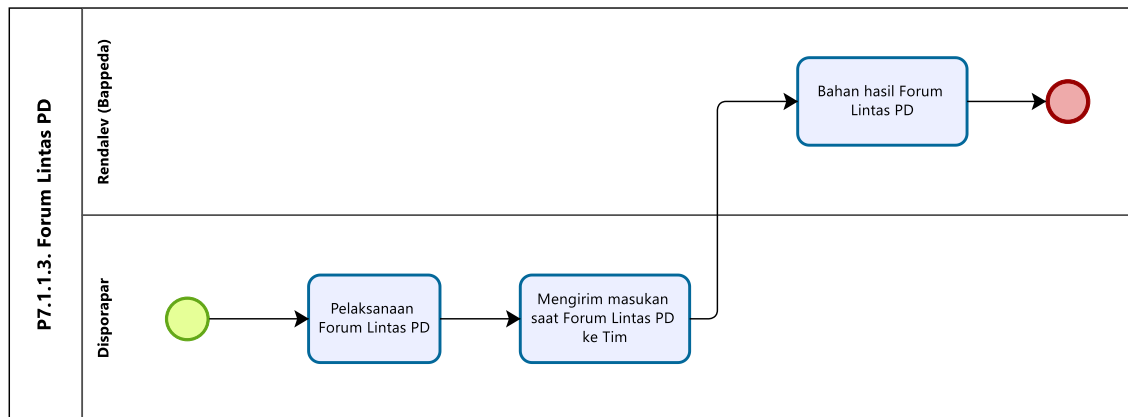 P7.1.1.3. Forum Lintas PD
Rendalev (Bappeda)
Bahan hasil Forum
Lintas PD
Disporapar
Pelaksanaan
Forum Lintas PD
Mengirim masukan
saat Forum Lintas PD
ke Tim